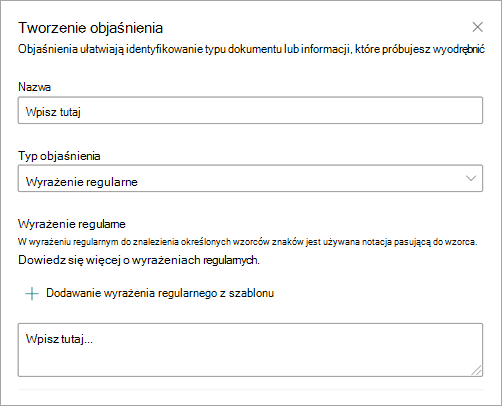 Tworzenie objaśnienia
Objaśnienia ułatwiają identyfikowanie typu dokumentu lub informacji, które próbujesz wyodrębnić
Nazwa
Wpisz tutaj
Typ objaśnienia
Wyrażenie regularne
Wyrażenie regularne
W wyrażeniu regularnym do znalezienia określonych wzorców znaków jest używana notacja pasującą do wzorca.
Dowiedz się więcej o wyrażeniach regularnych.
Dodawanie wyrażenia regularnego z szablonu
Wpisz tutaj...